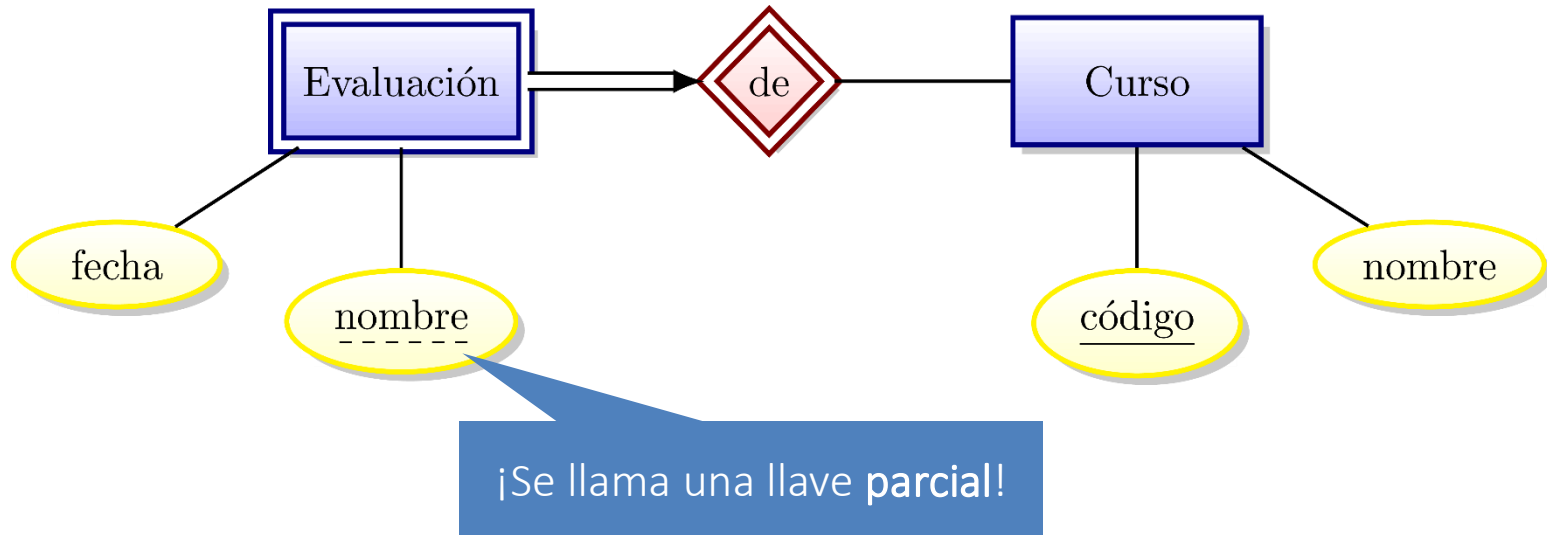 Evaluación
de
Curso
fecha
nombre
código
nombre
¡Se llama una llave parcial!